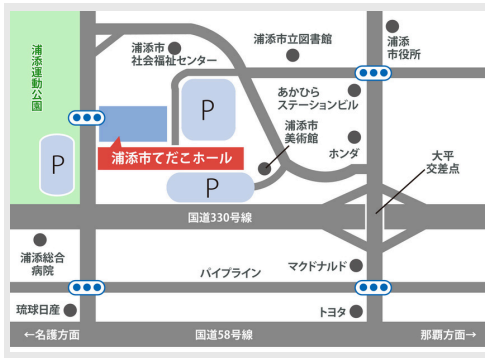 浦添
市役所
浦添市立図書館
浦添市
社会福祉センター
浦添運動公園
あかひら
ステーションビル
P
浦添市
美術館
ホンダ
大平
交差点
浦添市てだこホール
P
P
国道330号線
浦添総合
病院
パイプライン
マクドナルド
琉球日産
トヨタ
←名護方面
国道58号線
那覇方面→